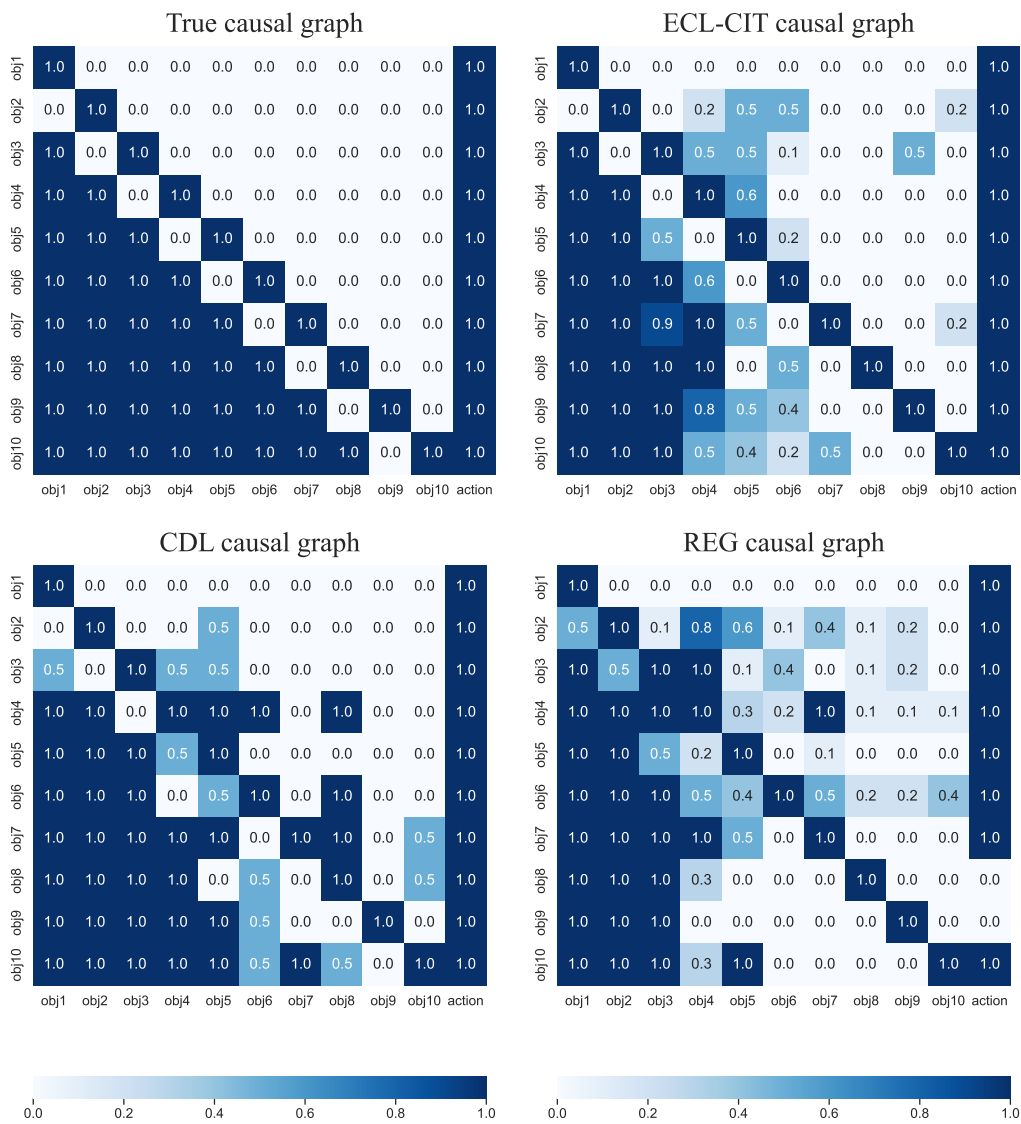 True causal graph
obj1 1.0 0.0 0.0 0.0 0.0 0.0 0.0 0.0 0.0 0.0 1.0
obj2 0.0 1.0 0.0 0.0 0.0 0.0 0.0 0.0 0.0 0.0 1.0
obj3 1.0 0.0 1.0 0.0 0.0 0.0 0.0 0.0 0.0 0.0 1.0
obj4 1.0 1.0 0.0 1.0 0.0 0.0 0.0 0.0 0.0 0.0 1.0
obj5 1.0 1.0 1.0 0.0 1.0 0.0 0.0 0.0 0.0 0.0 1.0
obj6 1.0 1.0 1.0 1.0 0.0 1.0 0.0 0.0 0.0 0.0 1.0
obj7 1.0 1.0 1.0 1.0 1.0 0.0 1.0 0.0 0.0 0.0 1.0
obj8 1.0 1.0 1.0 1.0 1.0 1.0 0.0 1.0 0.0 0.0 1.0
obj9 1.0 1.0 1.0 1.0 1.0 1.0 1.0 0.0 1.0 0.0 1.0
obj10 1.0 1.0 1.0 1.0 1.0 1.0 1.0 1.0 0.0 1.0 1.0
obj1 obj2 obj3 obj4 obj5 obj6 obj7 obj8 obj9 obj10 action
ECL-CIT causal graph
obj1 1.0 0.0 0.0 0.0 0.0 0.0 0.0 0.0 0.0 0.0 1.0
obj2 0.0 1.0 0.0 0.2 0.5 0.5 0.0 0.0 0.0 0.2 1.0
obj3 1.0 0.0 1.0 0.5 0.5 0.1 0.0 0.0 0.5 0.0 1.0
obj4 1.0 1.0 0.0 1.0 0.6 0.0 0.0 0.0 0.0 0.0 1.0
obj5 1.0 1.0 0.5 0.0 1.0 0.2 0.0 0.0 0.0 0.0 1.0
obj6 1.0 1.0 1.0 0.6 0.0 1.0 0.0 0.0 0.0 0.0 1.0
obj7 1.0 1.0 0.9 1.0 0.5 0.0 1.0 0.0 0.0 0.2 1.0
obj8 1.0 1.0 1.0 1.0 0.0 0.5 0.0 1.0 0.0 0.0 1.0
obj9 1.0 1.0 1.0 0.8 0.5 0.4 0.0 0.0 1.0 0.0 1.0
obj10 1.0 1.0 1.0 0.5 0.4 0.2 0.5 0.0 0.0 1.0 1.0
obj1 obj2 obj3 obj4 obj5 obj6 obj7 obj8 obj9 obj10 action
CDL causal graph
obj1 1.0 0.0 0.0 0.0 0.0 0.0 0.0 0.0 0.0 0.0 1.0
obj2 0.0 1.0 0.0 0.0 0.5 0.0 0.0 0.0 0.0 0.0 1.0
obj3 0.5 0.0 1.0 0.5 0.5 0.0 0.0 0.0 0.0 0.0 1.0
obj4 1.0 1.0 0.0 1.0 1.0 1.0 0.0 1.0 0.0 0.0 1.0
obj5 1.0 1.0 1.0 0.5 1.0 0.0 0.0 0.0 0.0 0.0 1.0
obj6 1.0 1.0 1.0 0.0 0.5 1.0 0.0 1.0 0.0 0.0 1.0
obj7 1.0 1.0 1.0 1.0 1.0 0.0 1.0 1.0 0.0 0.5 1.0
obj8 1.0 1.0 1.0 1.0 0.0 0.5 0.0 1.0 0.0 0.5 1.0
obj9 1.0 1.0 1.0 1.0 1.0 0.5 0.0 0.0 1.0 0.0 1.0
obj10 1.0 1.0 1.0 1.0 1.0 0.5 1.0 0.5 0.0 1.0 1.0
obj1 obj2 obj3 obj4 obj5 obj6 obj7 obj8 obj9 obj10 action
REG causal graph
obj1 1.0 0.0 0.0 0.0 0.0 0.0 0.0 0.0 0.0 0.0 1.0
obj2 0.5 1.0 0.1 0.8 0.6 0.1 0.4 0.1 0.2 0.0 1.0
obj3 1.0 0.5 1.0 1.0 0.1 0.4 0.0 0.1 0.2 0.0 1.0
obj4 1.0 1.0 1.0 1.0 0.3 0.2 1.0 0.1 0.1 0.1 1.0
obj5 1.0 1.0 0.5 0.2 1.0 0.0 0.1 0.0 0.0 0.0 1.0
obj6 1.0 1.0 1.0 0.5 0.4 1.0 0.5 0.2 0.2 0.4 1.0
obj7 1.0 1.0 1.0 1.0 0.5 0.0 1.0 0.0 0.0 0.0 1.0
obj8 1.0 1.0 1.0 0.3 0.0 0.0 0.0 1.0 0.0 0.0 0.0
obj9 1.0 1.0 1.0 0.0 0.0 0.0 0.0 0.0 1.0 0.0 0.0
obj10 1.0 1.0 1.0 0.3 1.0 0.0 0.0 0.0 0.0 1.0 1.0
obj1 obj2 obj3 obj4 obj5 obj6 obj7 obj8 obj9 obj10 action
0.0 0.2 0.4 0.6 0.8 1.0
0.0 0.2 0.4 0.6 0.8 1.0